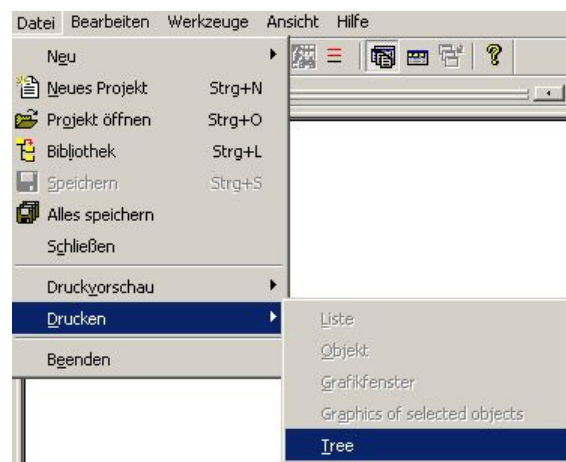 Datei Bearbeiten Werkzeuge Ansicht Hilfe
Neu
Neues Projekt Strg+N
Projekt öffnen Strg+O
Bibliothek Strg+L
Speichern Strg+S
Alles speichern
Schließen
Druckvorschau
Drucken
Beenden
Liste
Objekt
Grafikfenster
Graphics of selected objects
Tree